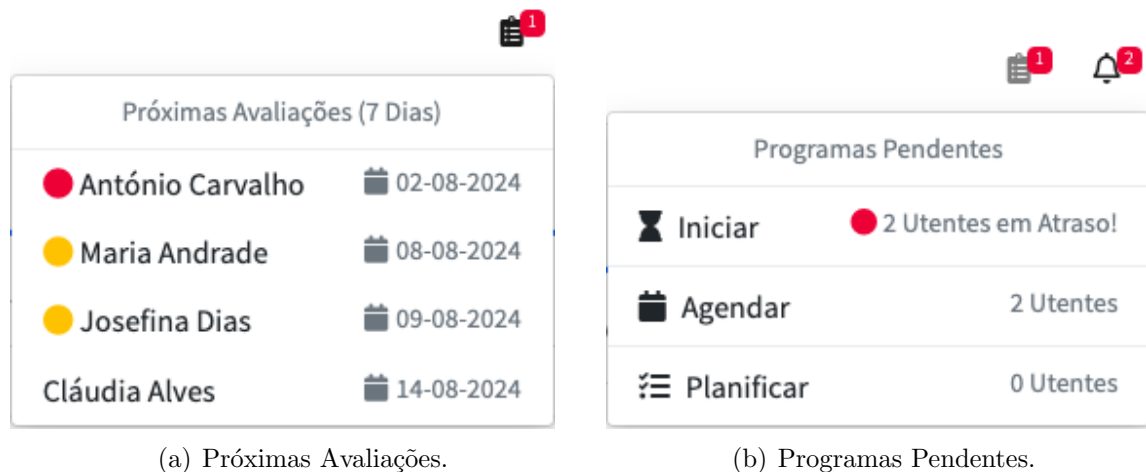 1
Próximas Avaliações (7 Dias)
António Carvalho 02-08-2024
Maria Andrade 08-08-2024
Josefina Dias 09-08-2024
Cláudia Alves 14-08-2024
(a) Próximas Avaliações.
1 2
Programas Pendentes
Iniciar 2 Utentes em Atraso!
Agendar 2 Utentes
Planificar 0 Utentes
(b) Programas Pendentes.